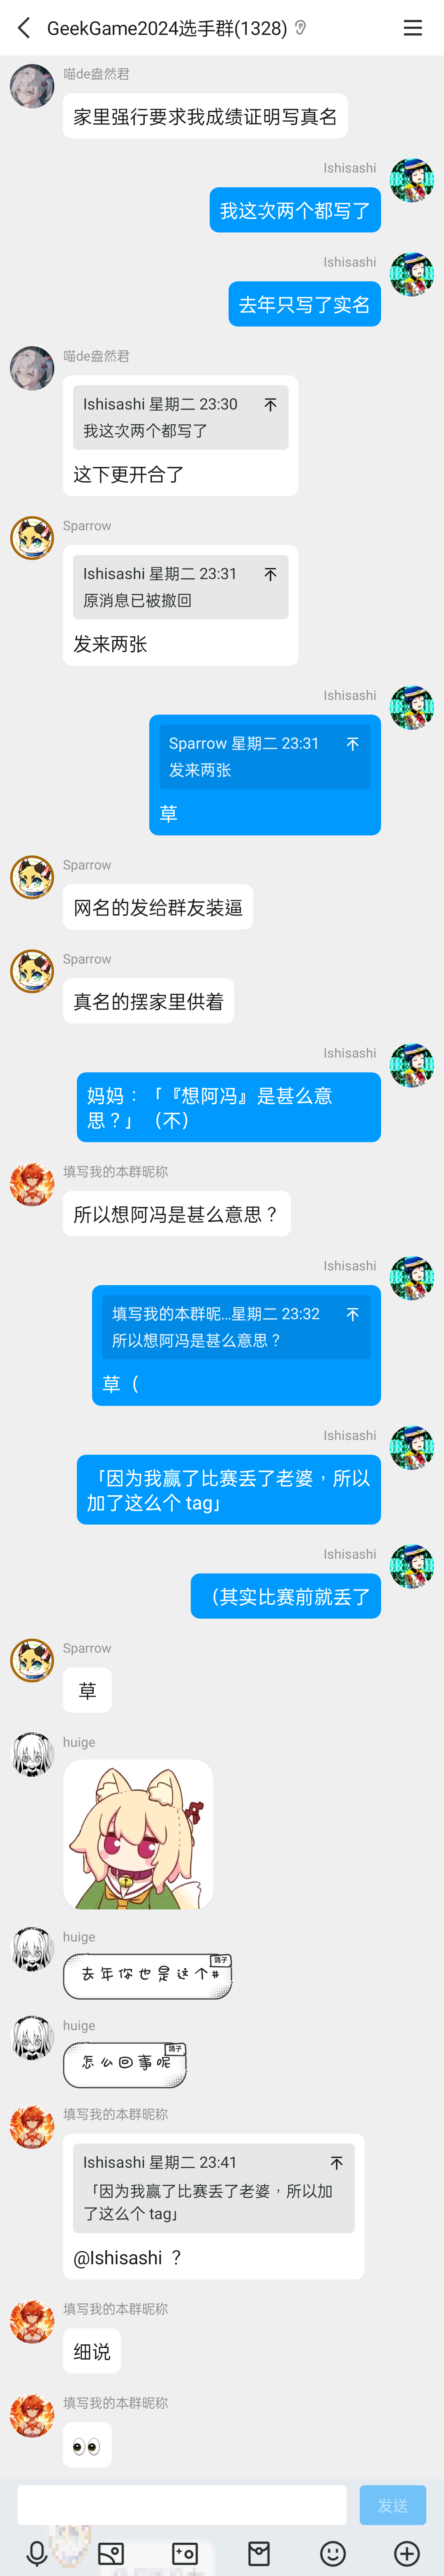 GeekGame2024选手群(1328)
喵de盎然君
家里强行要求我成绩证明写真名
Ishisashi
我这次两个都写了
Ishisashi
去年只写了实名
喵de盎然君
Ishisashi 星期二 23:30
我这次两个都写了
这下更开合了
Sparrow
Ishisashi 星期二 23:31
原消息已被撤回
发来两张
Ishisashi
Sparrow 星期二 23:31
发来两张
草
Sparrow
网名的发给群友装逼
Sparrow
真名的摆家里供着
Ishisashi
妈妈：「『想阿冯』是甚么意
思？」（不）
填写我的本群昵称
所以想阿冯是甚么意思？
Ishisashi
填写我的本群昵...星期二 23:32
所以想阿冯是甚么意思？
草（
Ishisashi
「因为我赢了比赛丢了老婆，所以
加了这么个 tag」
Ishisashi
（其实比赛前就丢了
Sparrow
草
huige
huige
去年你也是这个#
鸽子
huige
怎么回事呢
鸽子
填写我的本群昵称
Ishisashi 星期二 23:41
「因为我赢了比赛丢了老婆，所以加
了这么个 tag」
@Ishisashi ？
填写我的本群昵称
细说
填写我的本群昵称
👀
发送